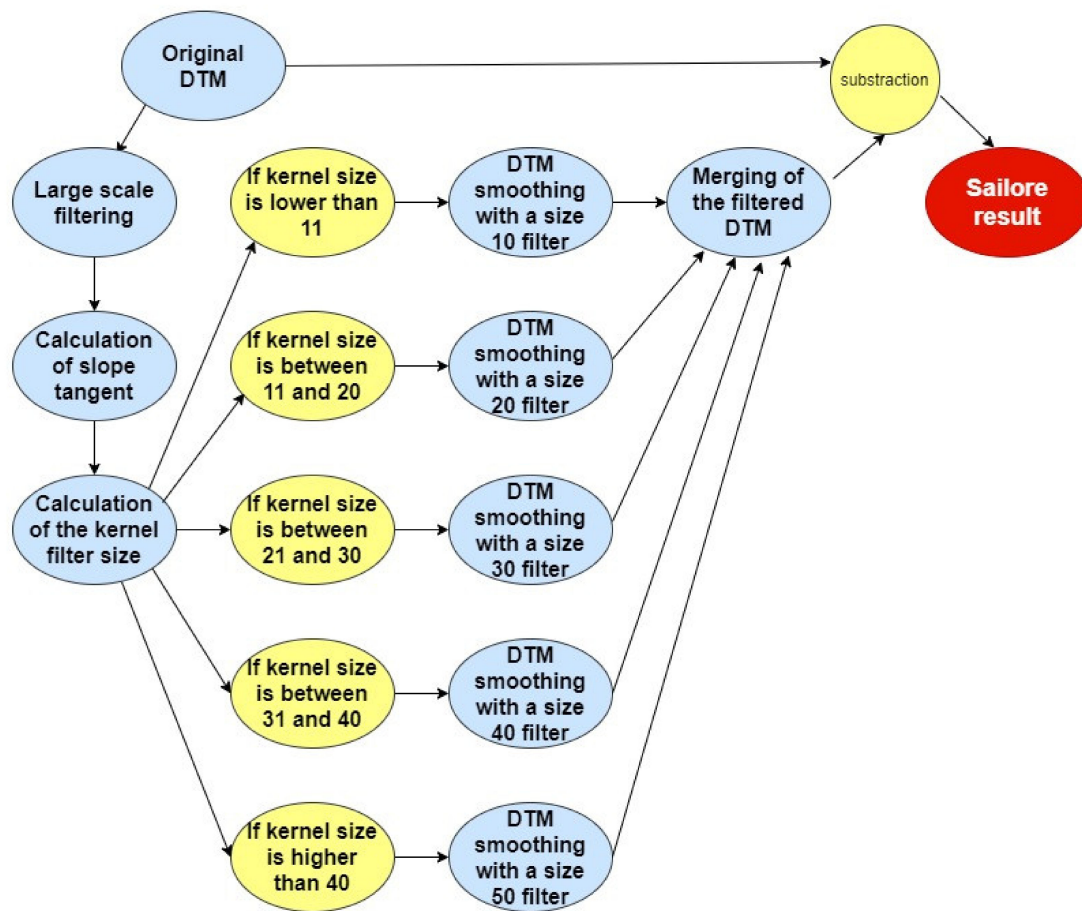 Original
DTM
substraction
Large scale
filtering
If kernel size
is lower than
11
DTM
smoothing
with a size
10 filter
Merging of
the filtered
DTM
Sailore
result
Calculation
of slope
tangent
If kernel size
is between
11 and 20
DTM
smoothing
with a size
20 filter
Calculation
of the kernel
filter size
If kernel size
is between
21 and 30
DTM
smoothing
with a size
30 filter
If kernel size
is between
31 and 40
DTM
smoothing
with a size
40 filter
If kernel size
is higher
than 40
DTM
smoothing
with a size
50 filter